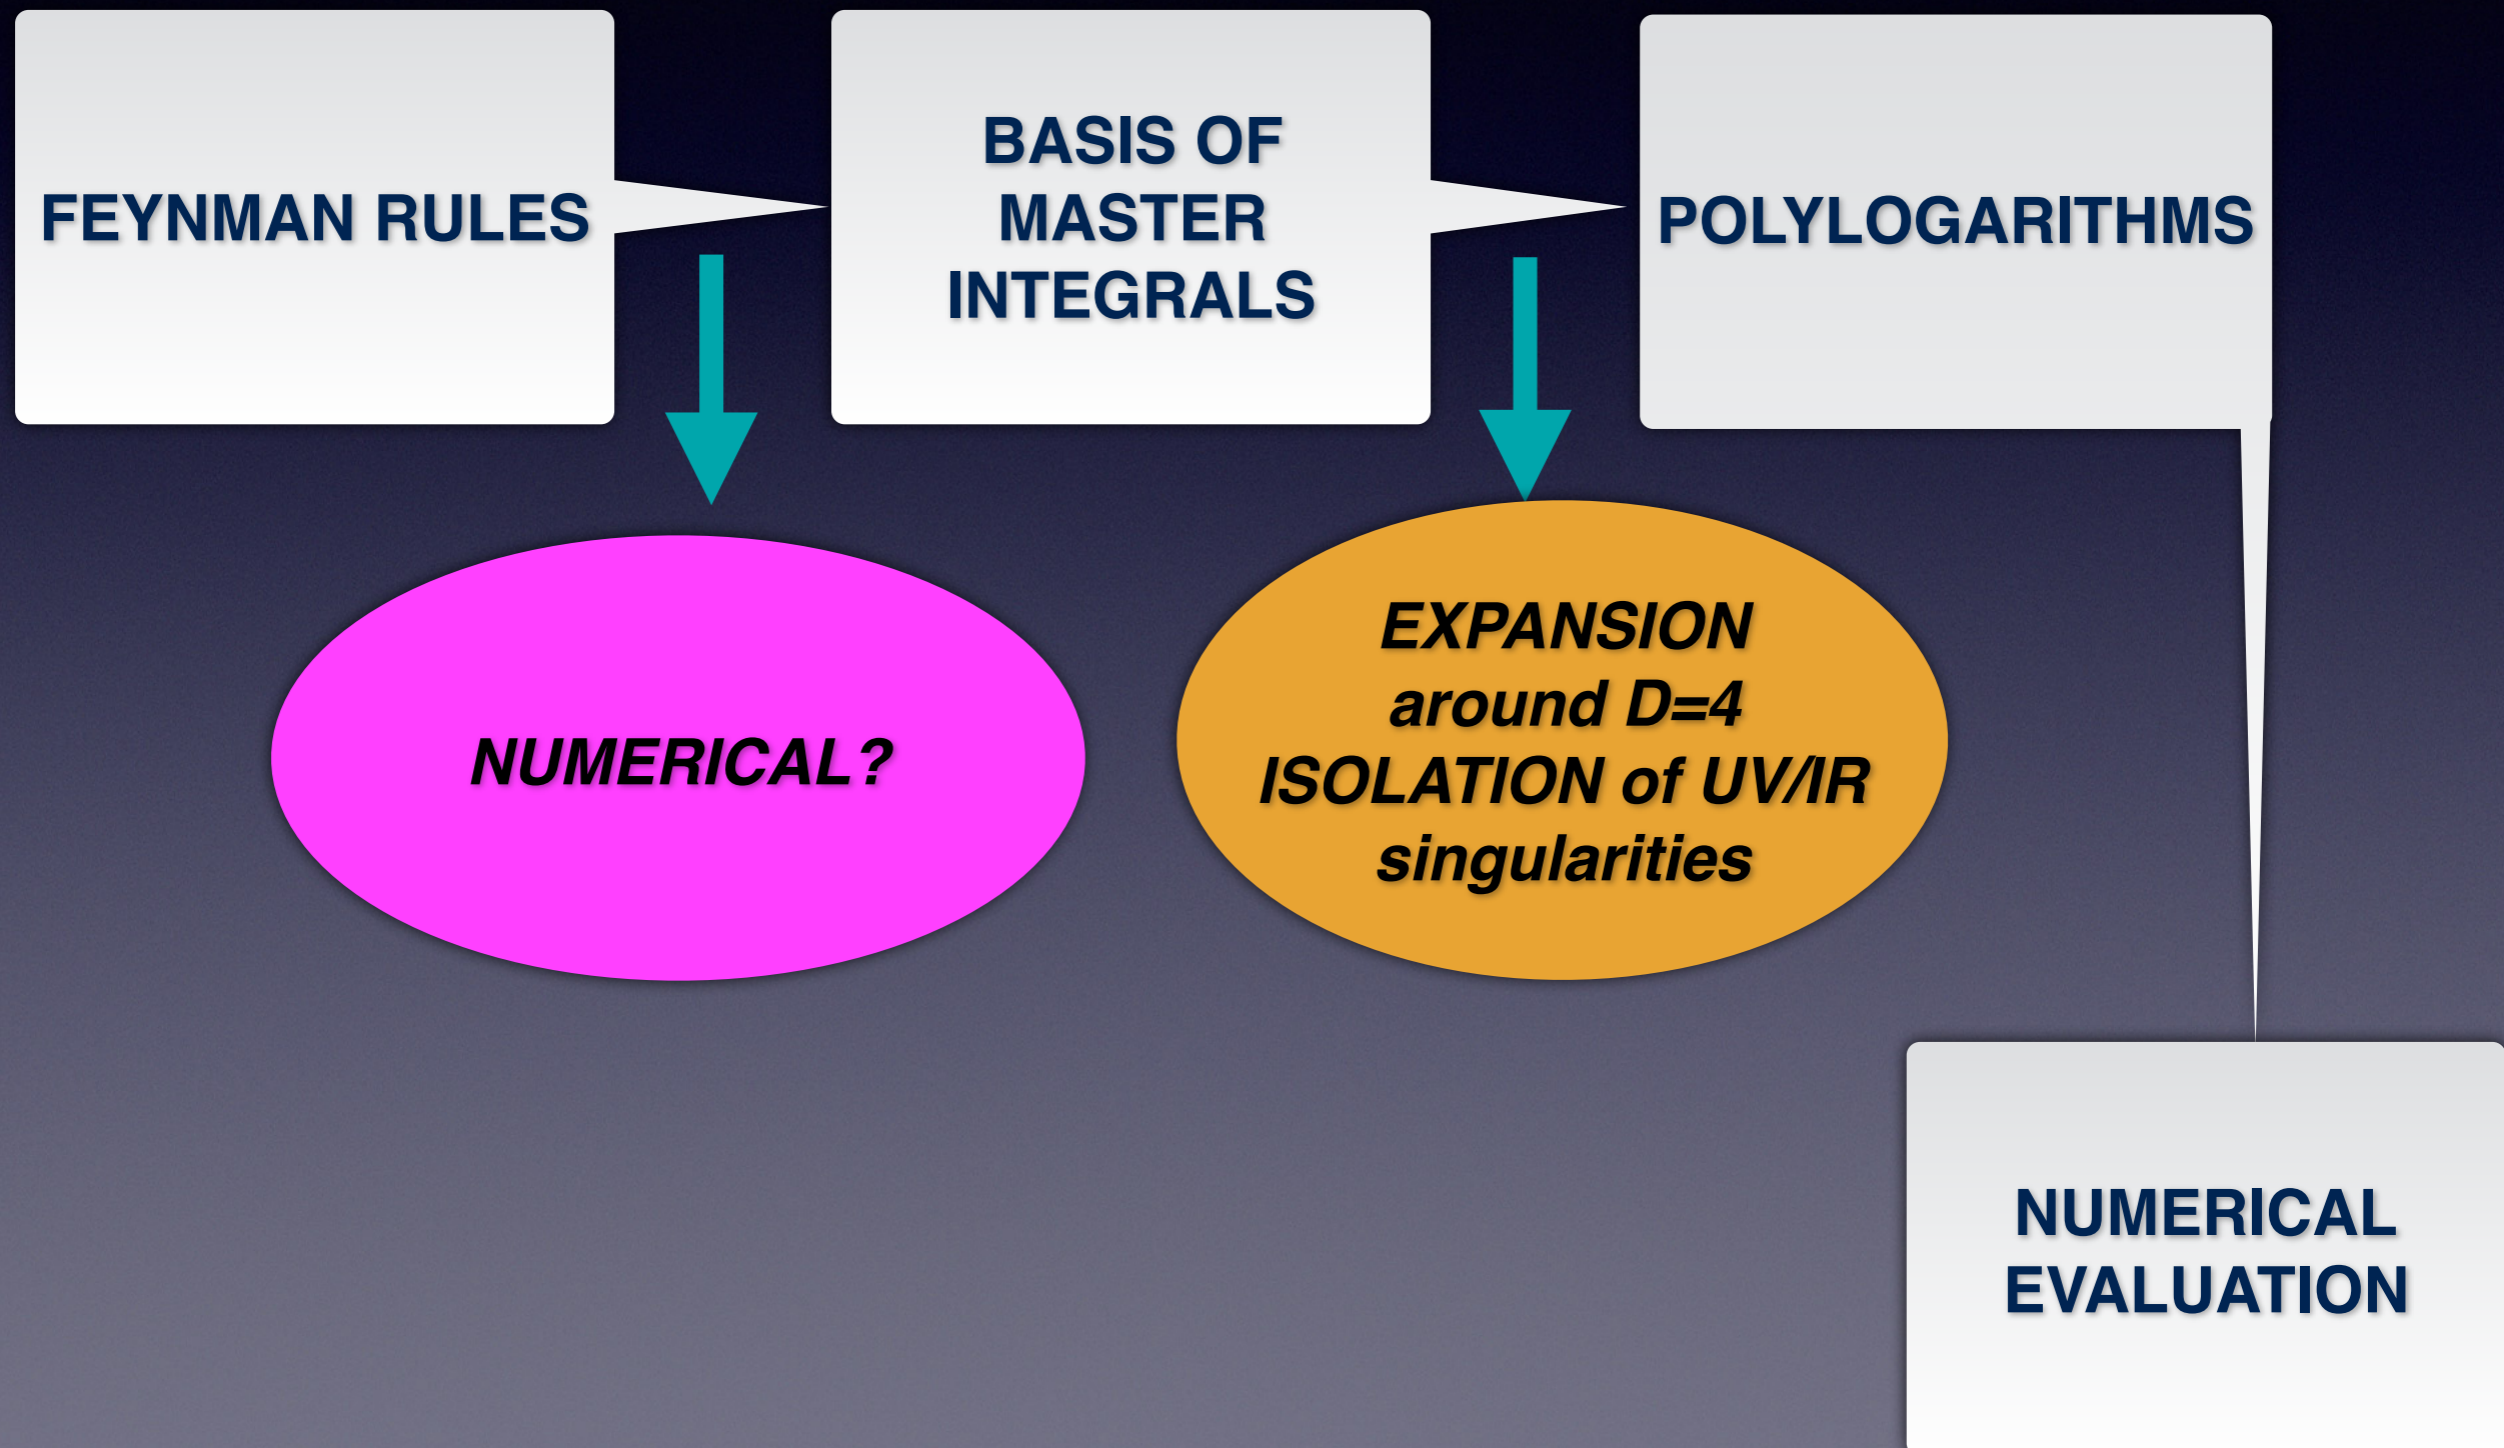 FEYNMAN RULES
BASIS OF
MASTER
INTEGRALS
POLYLOGARITHMS
NUMERICAL?
EXPANSION
around D=4
ISOLATION of UV/IR
singularities
NUMERICAL
EVALUATION